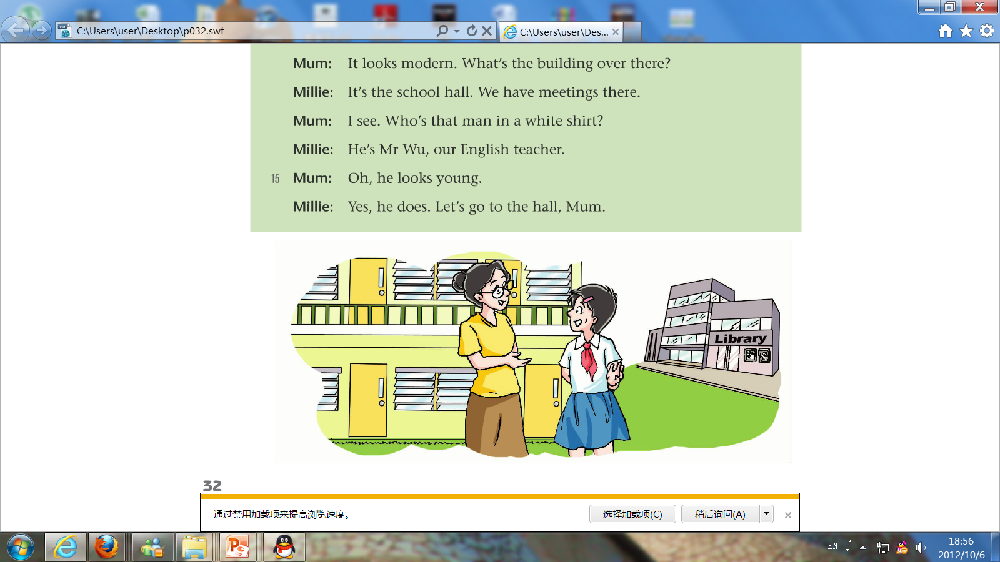 C:\Users\user\Desktop\p032.swf
C:\Users\user\Des...
Mum: It looks modern. What’s the building over there?
Millie: It’s the school hall. We have meetings there.
Mum: I see. Who’s that man in a white shirt?
Millie: He’s Mr Wu, our English teacher.
15 Mum: Oh, he looks young.
Millie: Yes, he does. Let’s go to the hall, Mum.
Library
32
通过禁用加载项来提高浏览速度。
选择加载项(C)
稍后询问(A)
EN
18:56
2012/10/6